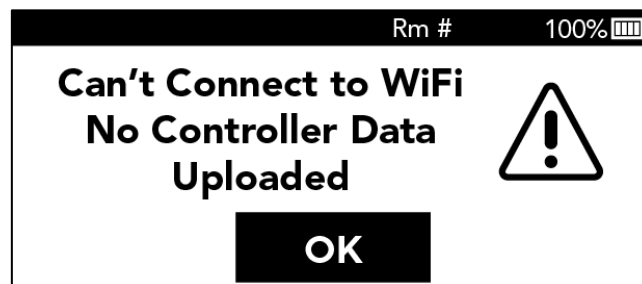 Rm # 100%
Can't Connect to WiFi
No Controller Data
Uploaded
OK